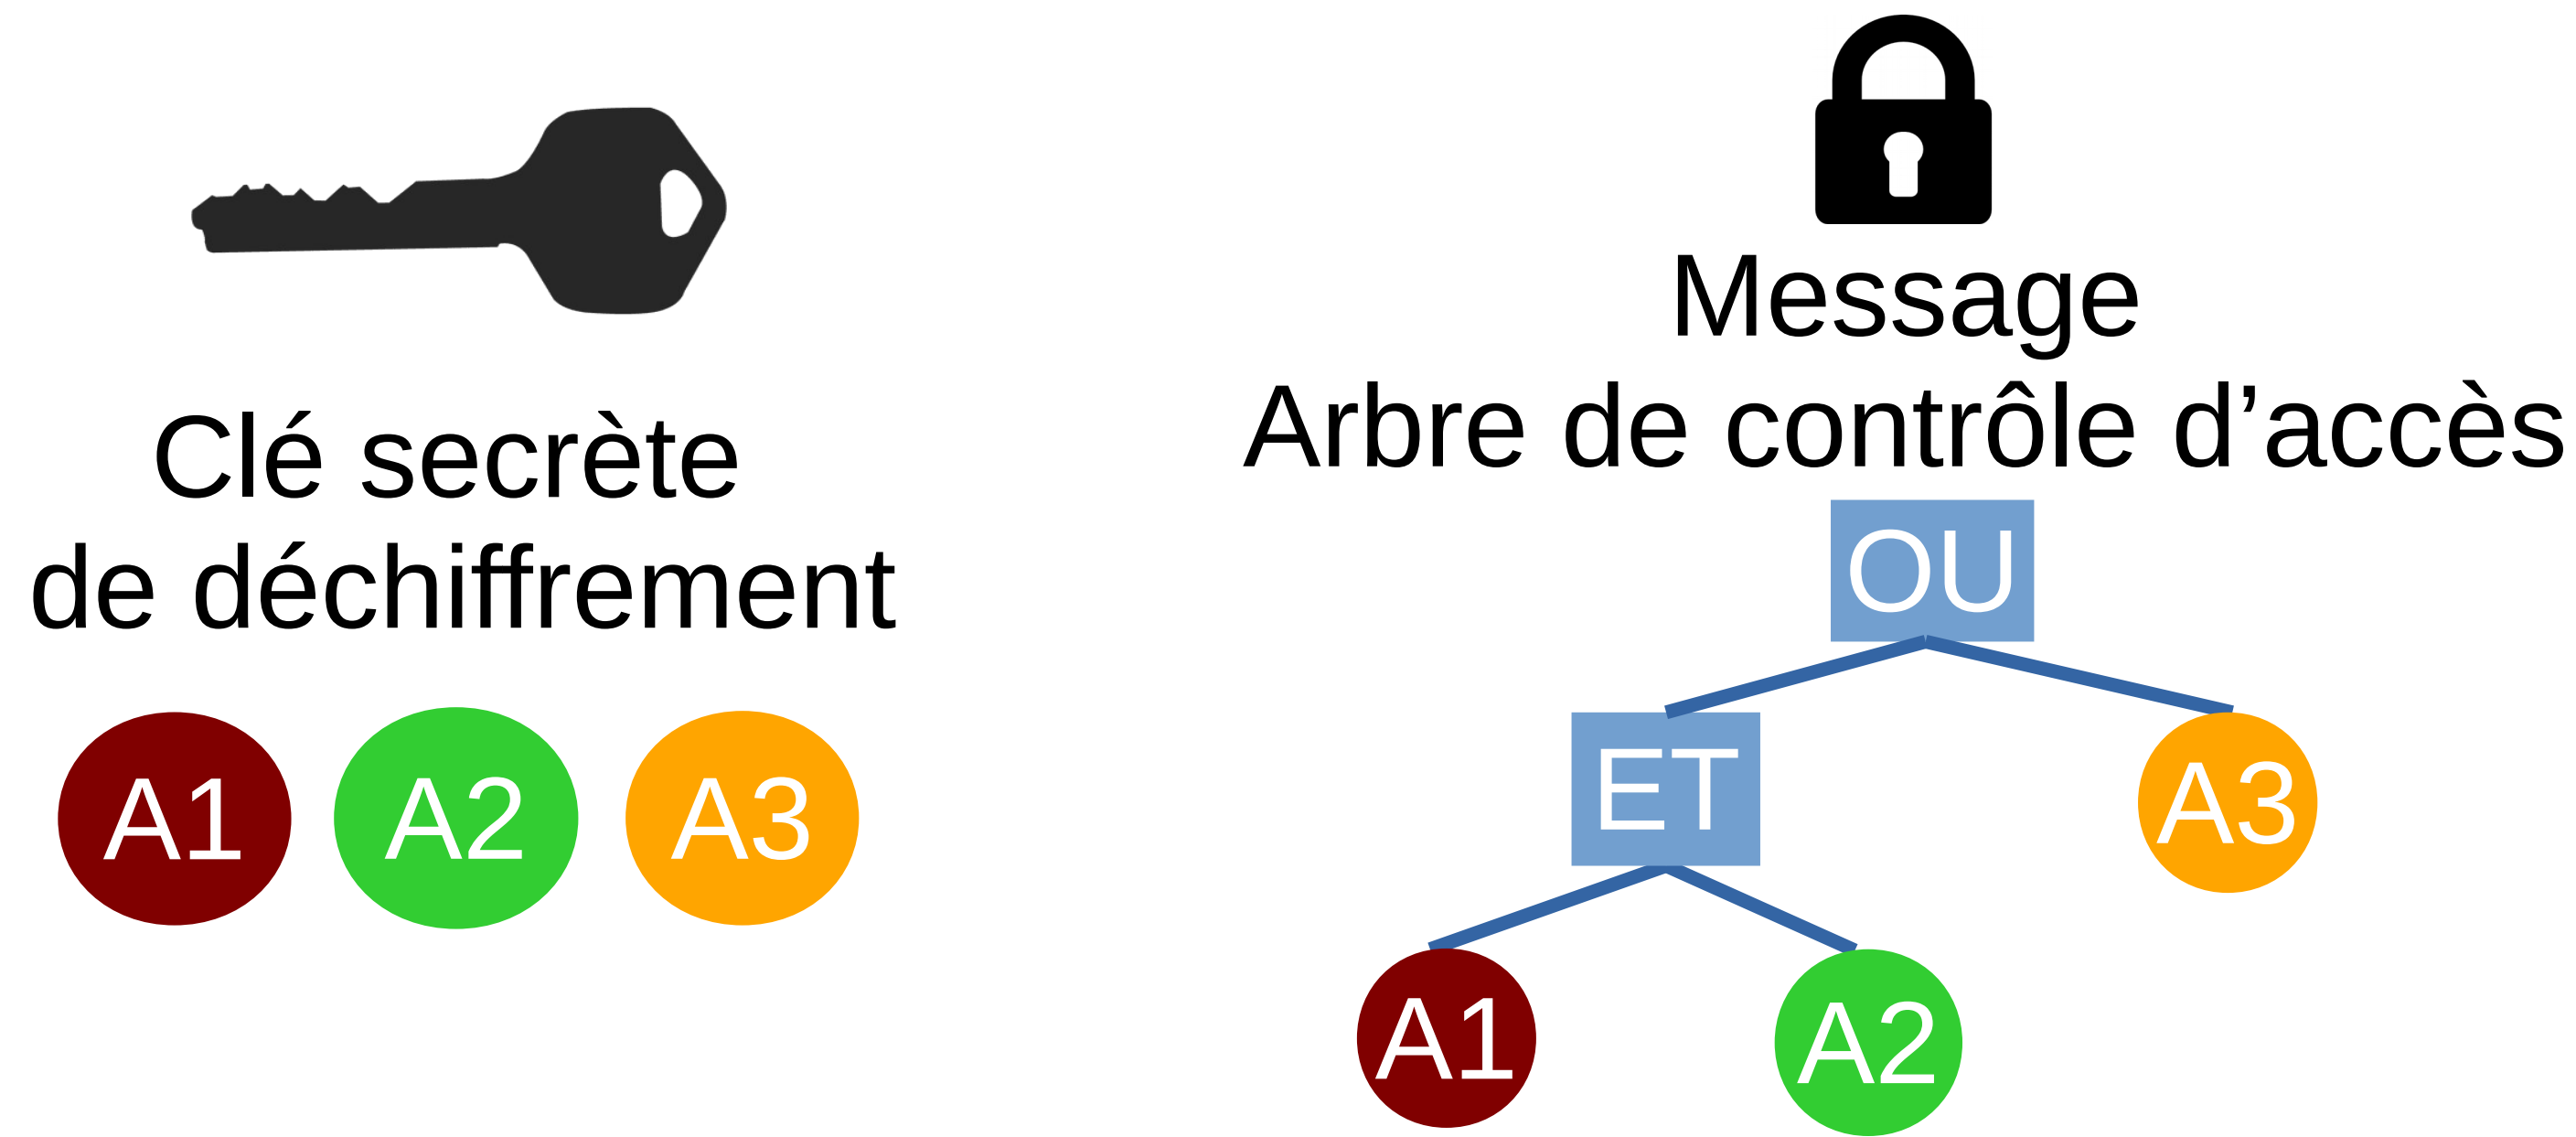 Clé secrète
de déchiffrement
A1 A2 A3
Message
Arbre de contrôle d’accès
OU
ET
A3
A1
A2